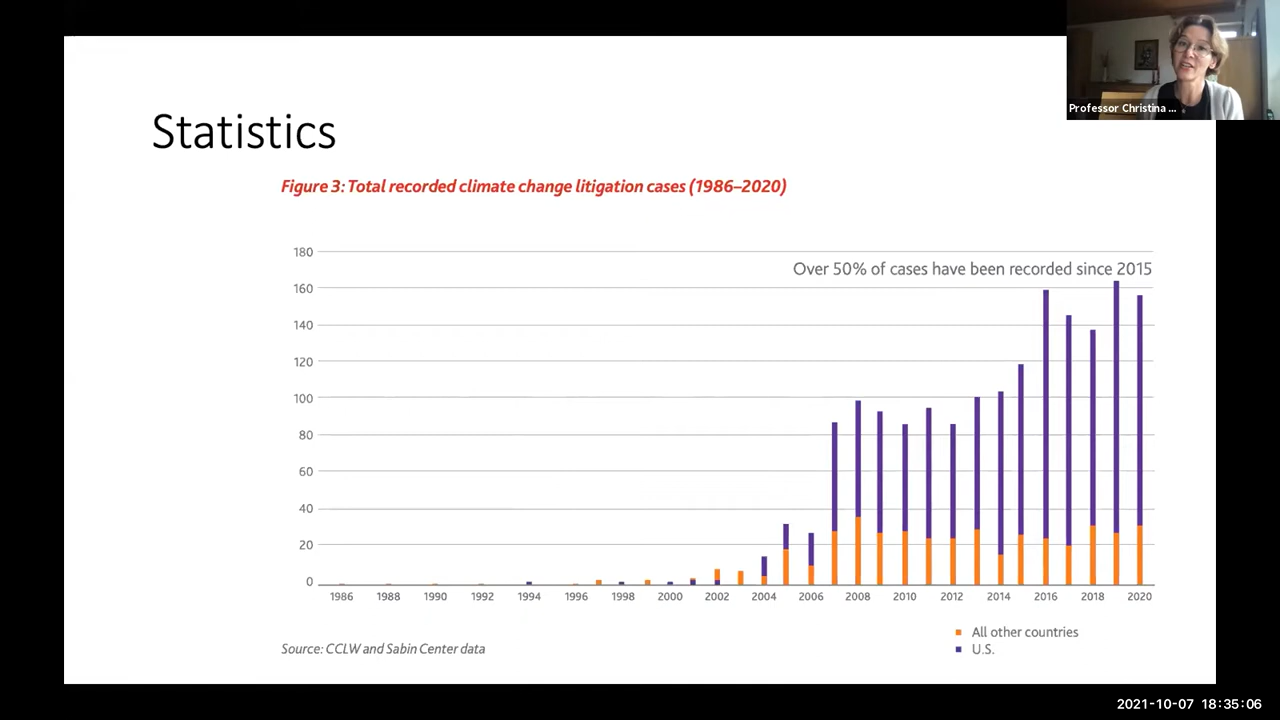 Professor Christina ...
Statistics
Figure 3: Total recorded climate change litigation cases (1986–2020)
180
Over 50% of cases have been recorded since 2015
160
140
120
100
80
60
40
20
0
1986 1988 1990 1992 1994 1996 1998 2000 2002 2004 2006 2008 2010 2012 2014 2016 2018 2020
All other countries
U.S.
Source: CCLW and Sabin Center data
2021-10-07 18:35:06